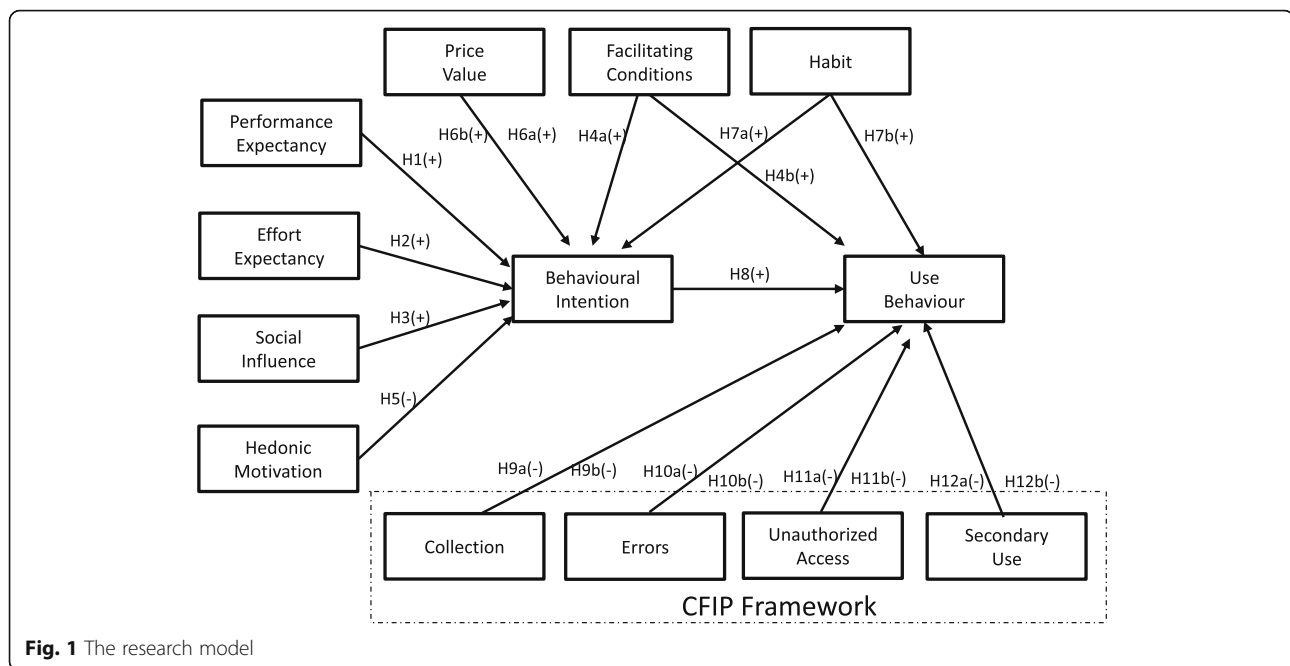 Price
Value
Facilitating
Conditions
Habit
Performance
Expectancy
H6b(+)
H6a(+)
H4a(+)
H7a(+)
H7b(+)
H1(+)
H4b(+)
Effort
Expectancy
H2(+)
Behavioural
Intention
H8(+)
Use
Behaviour
H3(+)
Social
Influence
H5(-)
Hedonic
Motivation
H9a(-)
H9b(-)
H10a(-)
H10b(-)
H11a(-)
H11b(-)
H12a(-)
H12b(-)
Collection
Errors
Unauthorized
Access
Secondary
Use
CFIP Framework
Fig. 1 The research model